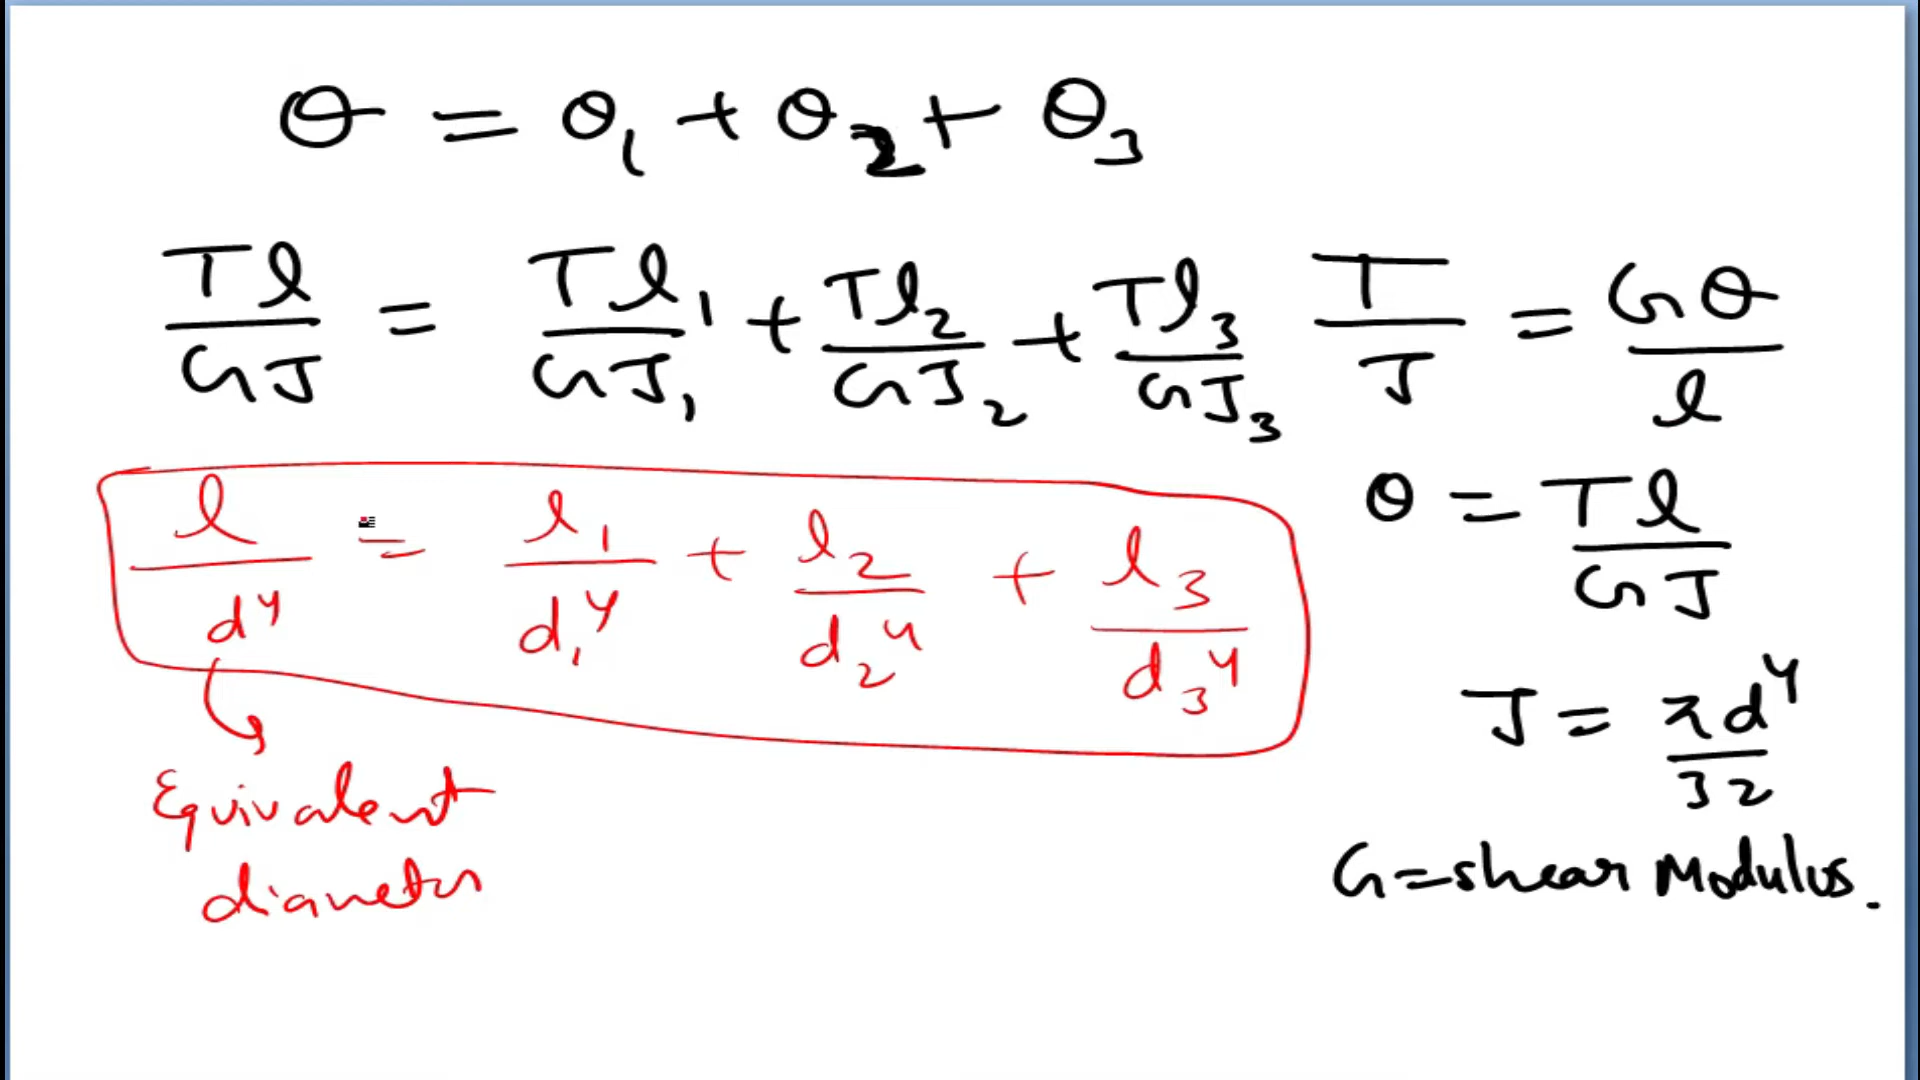 θ = θ₁ + θ₂ + θ₃
Tl/GJ = Tl₁/GJ₁ + Tl₂/GJ₂ + Tl₃/GJ₃
T/J = Gθ/l
l/d⁴ = l₁/d₁⁴ + l₂/d₂⁴ + l₃/d₃⁴
θ = Tl/GJ
J = πd⁴/32
Equivalent
diameter
G=shear Modulus.